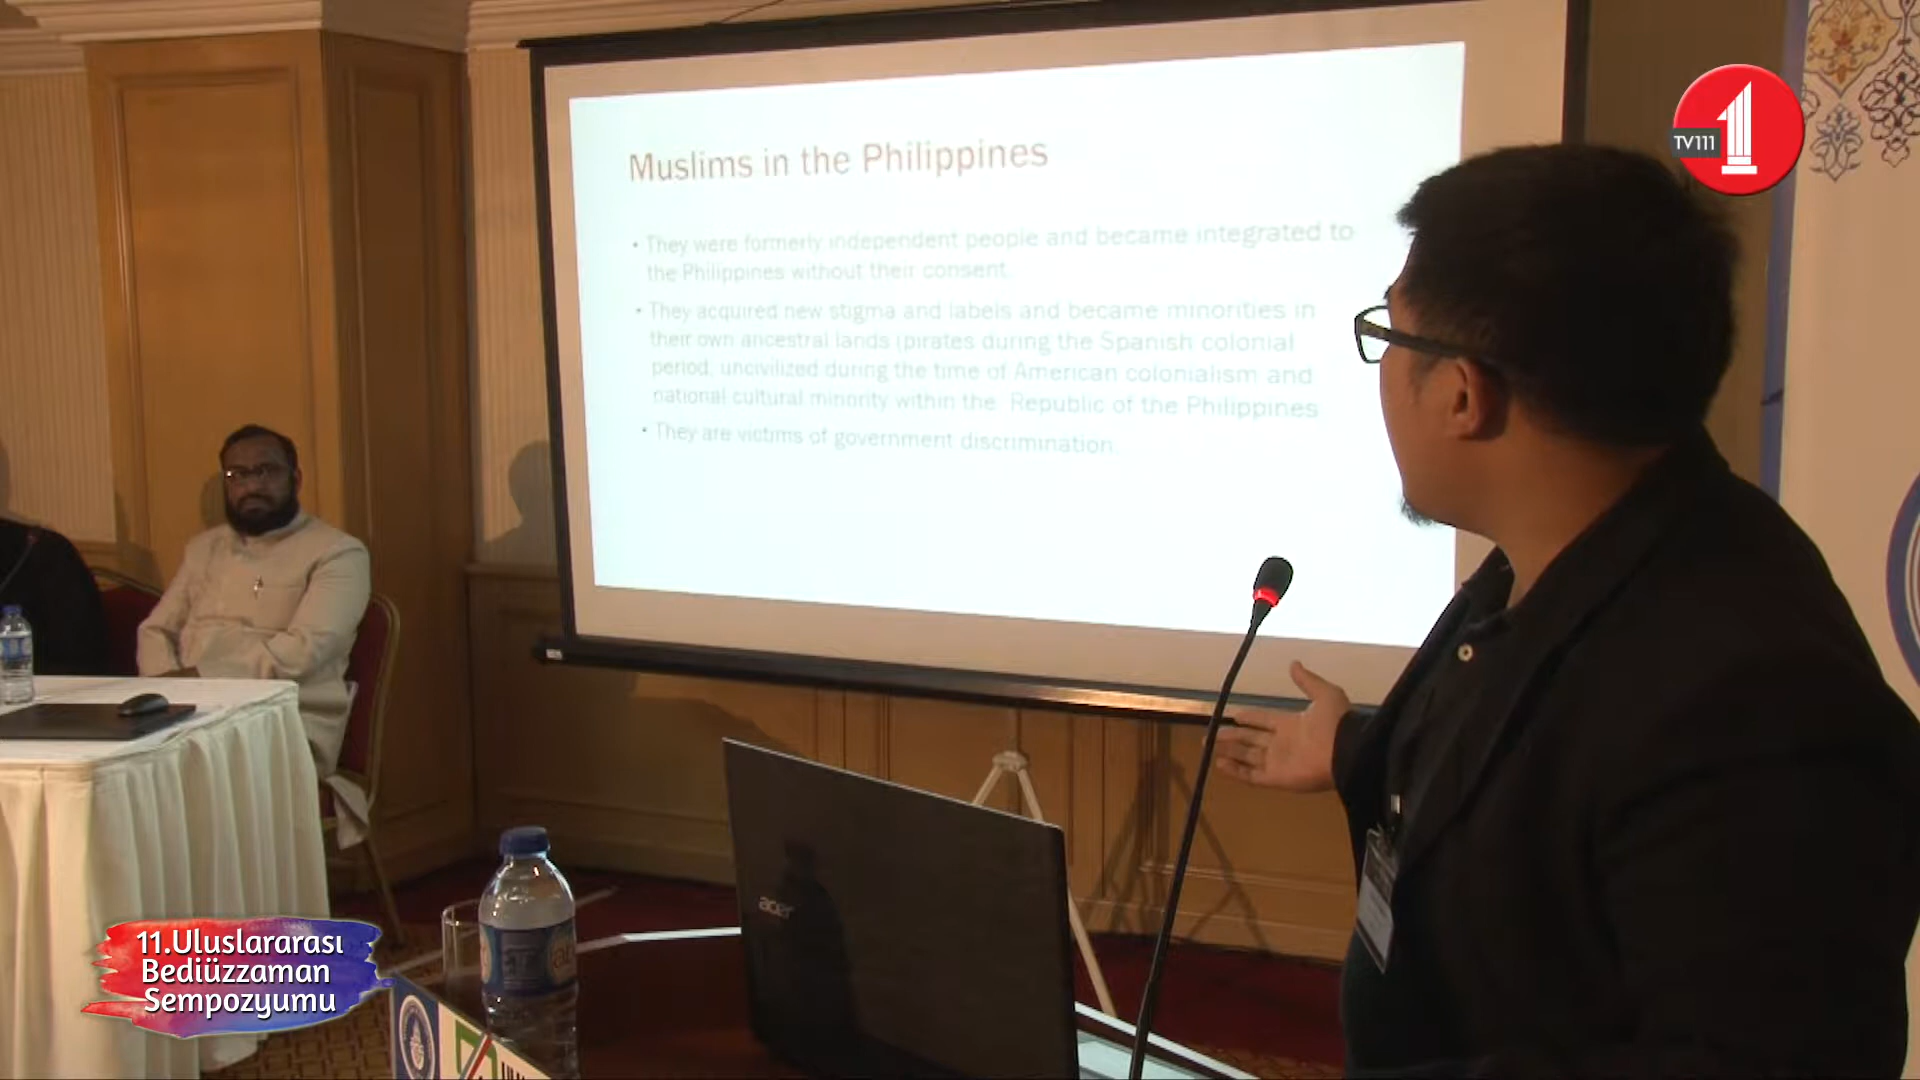 Muslims in the Philippines
• They were formerly independent people and became integrated to
the Philippines without their consent.
• They acquired new stigma and labels and became minorities in
their own ancestral lands (pirates during the Spanish colonial
period, uncivilized during the time of American colonialism and
national cultural minority within the Republic of the Philippines
• They are victims of government discrimination.
TV111
1
acer
11.Uluslararası
Bediüzzaman
Sempozyumu